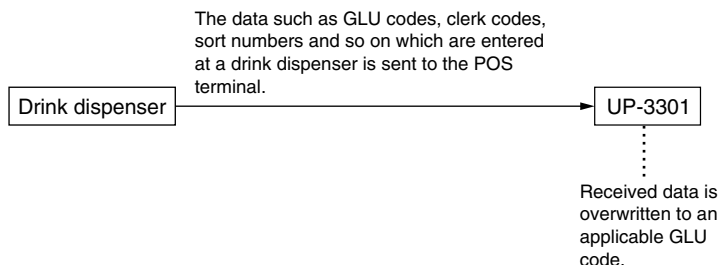 The data such as GLU codes, clerk codes,
sort numbers and so on which are entered
at a drink dispenser is sent to the POS
terminal.
Drink dispenser
UP-3301
Received data is
overwritten to an
applicable GLU
code.